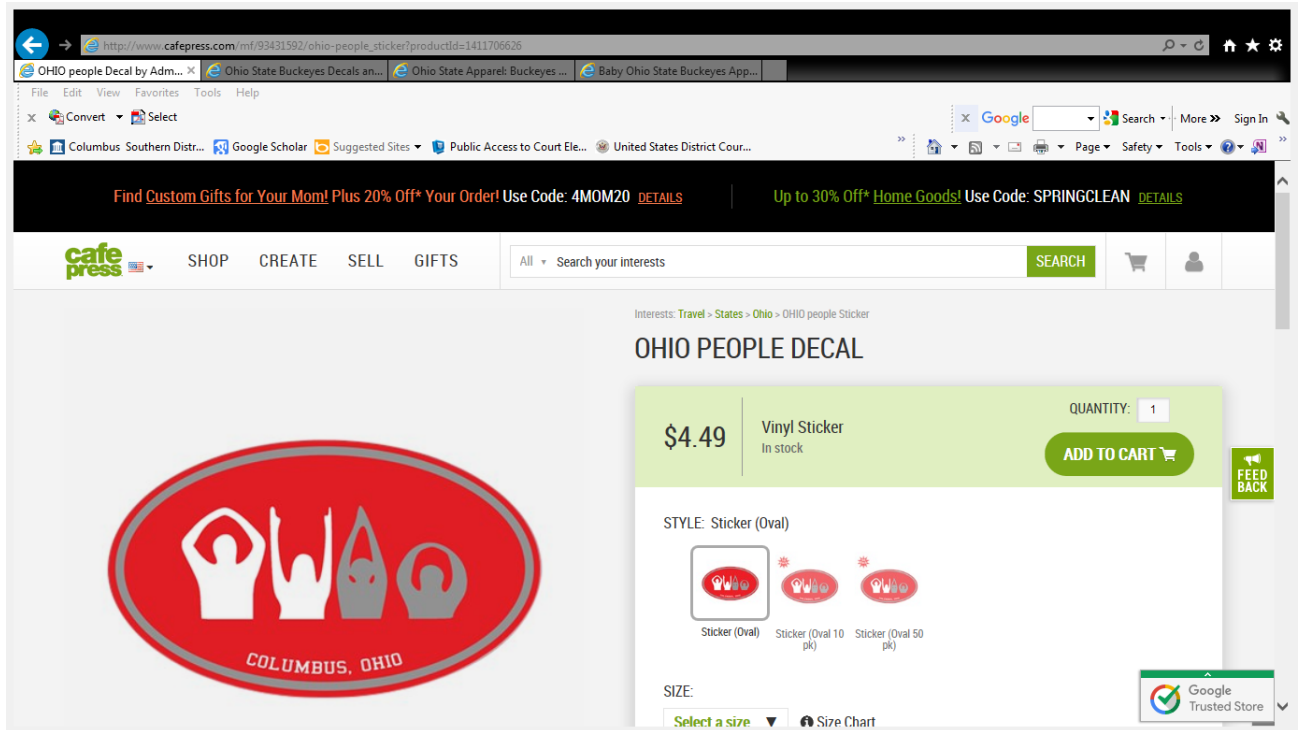 http://www.cafepress.com/mf/93431592/ohio-people_sticker?productId=1411706626
OHIO people Decal by Adm... × Ohio State Buckeyes Decals an... Ohio State Apparel: Buckeyes ... Baby Ohio State Buckeyes App...
File Edit View Favorites Tools Help
x Convert Select
x Google Search More » Sign In
Columbus Southern Distr... Google Scholar Suggested Sites Public Access to Court Ele... United States District Cour... » Page Safety Tools »
Find Custom Gifts for Your Mom! Plus 20% Off* Your Order! Use Code: 4MOM20 DETAILS
Up to 30% Off* Home Goods! Use Code: SPRINGCLEAN DETAILS
cafe
press
SHOP CREATE SELL GIFTS All Search your interests SEARCH
Interests: Travel > States > Ohio > OHIO people Sticker
OHIO PEOPLE DECAL
QUANTITY: 1
$4.49
Vinyl Sticker
In stock
ADD TO CART
FEED
BACK
STYLE: Sticker (Oval)
Sticker (Oval)
Sticker (Oval 10
pk)
Sticker (Oval 50
pk)
COLUMBUS, OHIO
SIZE:
Select a size ▼ Size Chart
Google
Trusted Store